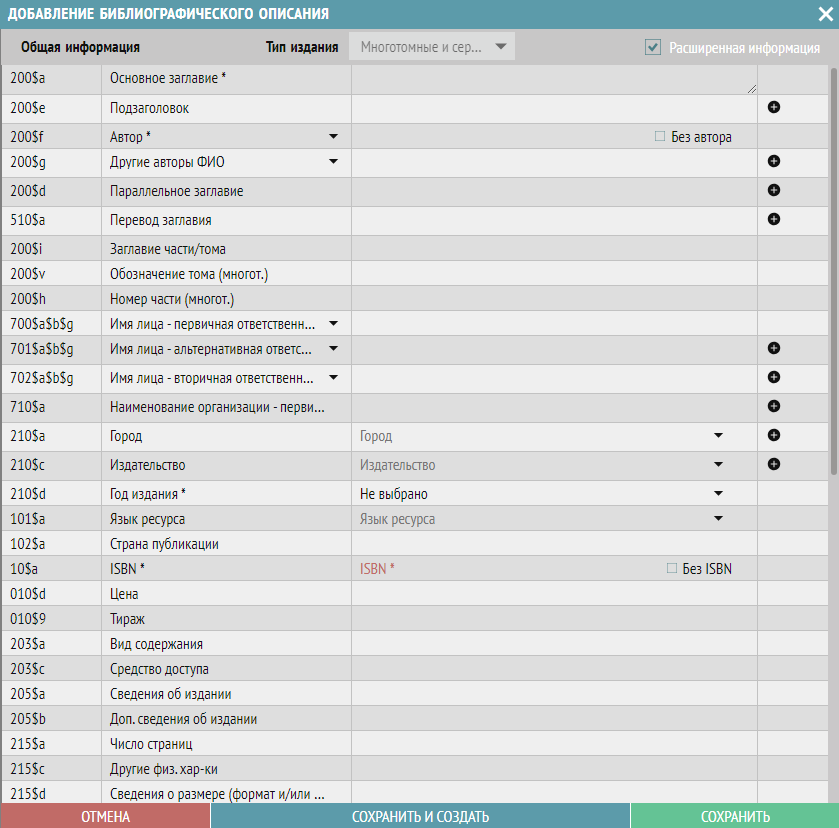 ДОБАВЛЕНИЕ БИБЛИОГРАФИЧЕСКОГО ОПИСАНИЯ
Общая информация Тип издания Многотомные и сер... Расширенная информация
200$a Основное заглавие *
200$e Подзаголовок
200$f Автор * Без автора
200$g Другие авторы ФИО
200$d Параллельное заглавие
510$a Перевод заглавия
200$i Заглавие части/тома
200$v Обозначение тома (многот.)
200$h Номер части (многот.)
700$a$b$g Имя лица - первичная ответственн...
701$a$b$g Имя лица - альтернативная ответс...
702$a$b$g Имя лица - вторичная ответственн...
710$a Наименование организации - перви...
210$a Город Город
210$c Издательство Издательство
210$d Год издания * Не выбрано
101$a Язык ресурса Язык ресурса
102$a Страна публикации
10$a ISBN * ISBN * Без ISBN
010$d Цена
010$9 Тираж
203$a Вид содержания
203$c Средство доступа
205$a Сведения об издании
205$b Доп. сведения об издании
215$a Число страниц
215$c Другие физ. хар-ки
215$d Сведения о размере (формат и/или ...
ОТМЕНА СОХРАНИТЬ И СОЗДАТЬ СОХРАНИТЬ